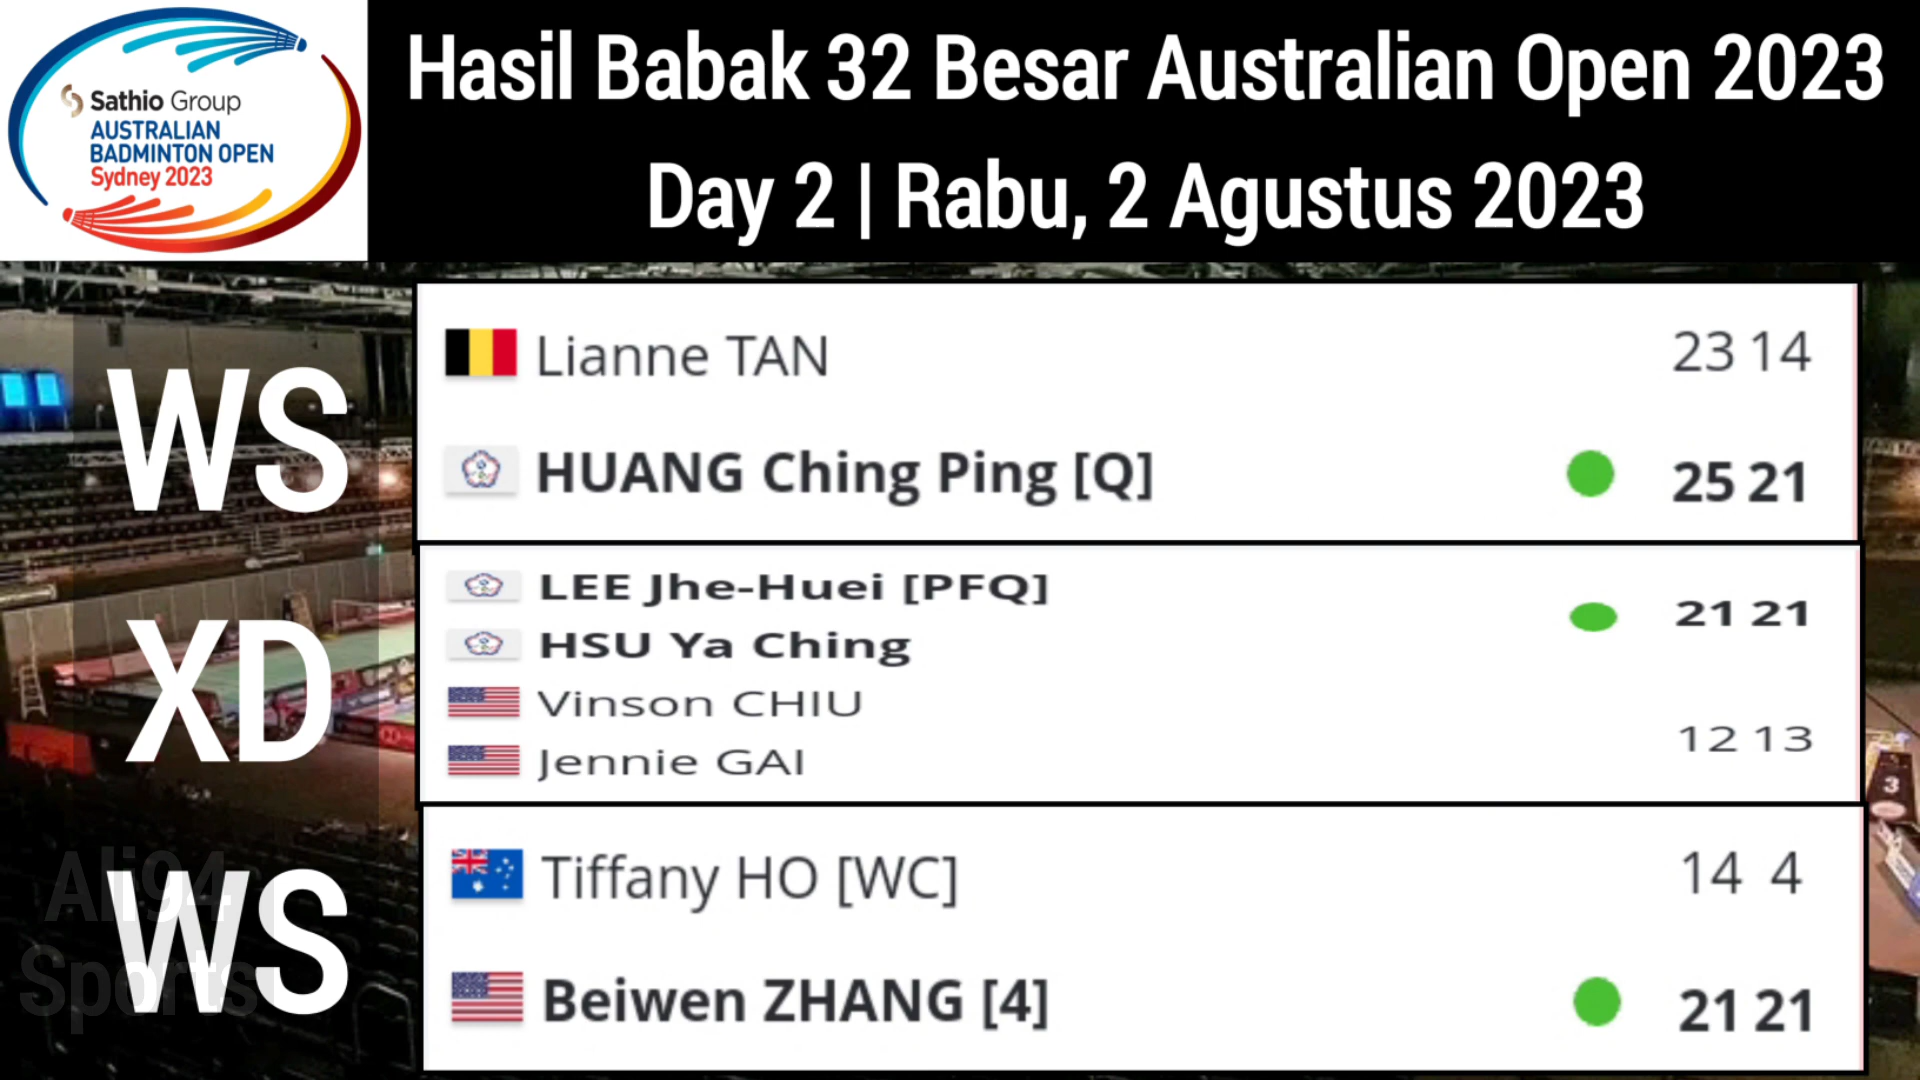 Sathio Group
AUSTRALIAN
BADMINTON OPEN
Sydney 2023
Hasil Babak 32 Besar Australian Open 2023
Day 2 | Rabu, 2 Agustus 2023
WS
Lianne TAN 23 14
HUANG Ching Ping [Q] 25 21
XD
LEE Jhe-Huei [PFQ] 21 21
HSU Ya Ching
Vinson CHIU 12 13
Jennie GAI
WS
Tiffany HO [WC] 14 4
Beiwen ZHANG [4] 21 21
Ali94
Sports
3